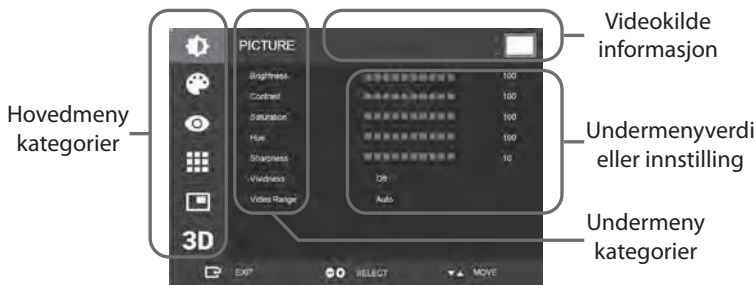 Videokilde
informasjon
Hovedmeny
kategorier
PICTURE
Brightness 100
Contrast 100
Saturation 100
Hue 100
Sharpness 10
Vividness Off
Video Range Auto
3D
EXIT SELECT MOVE
Undermenyverdi
eller innstilling
Undermeny
kategorier